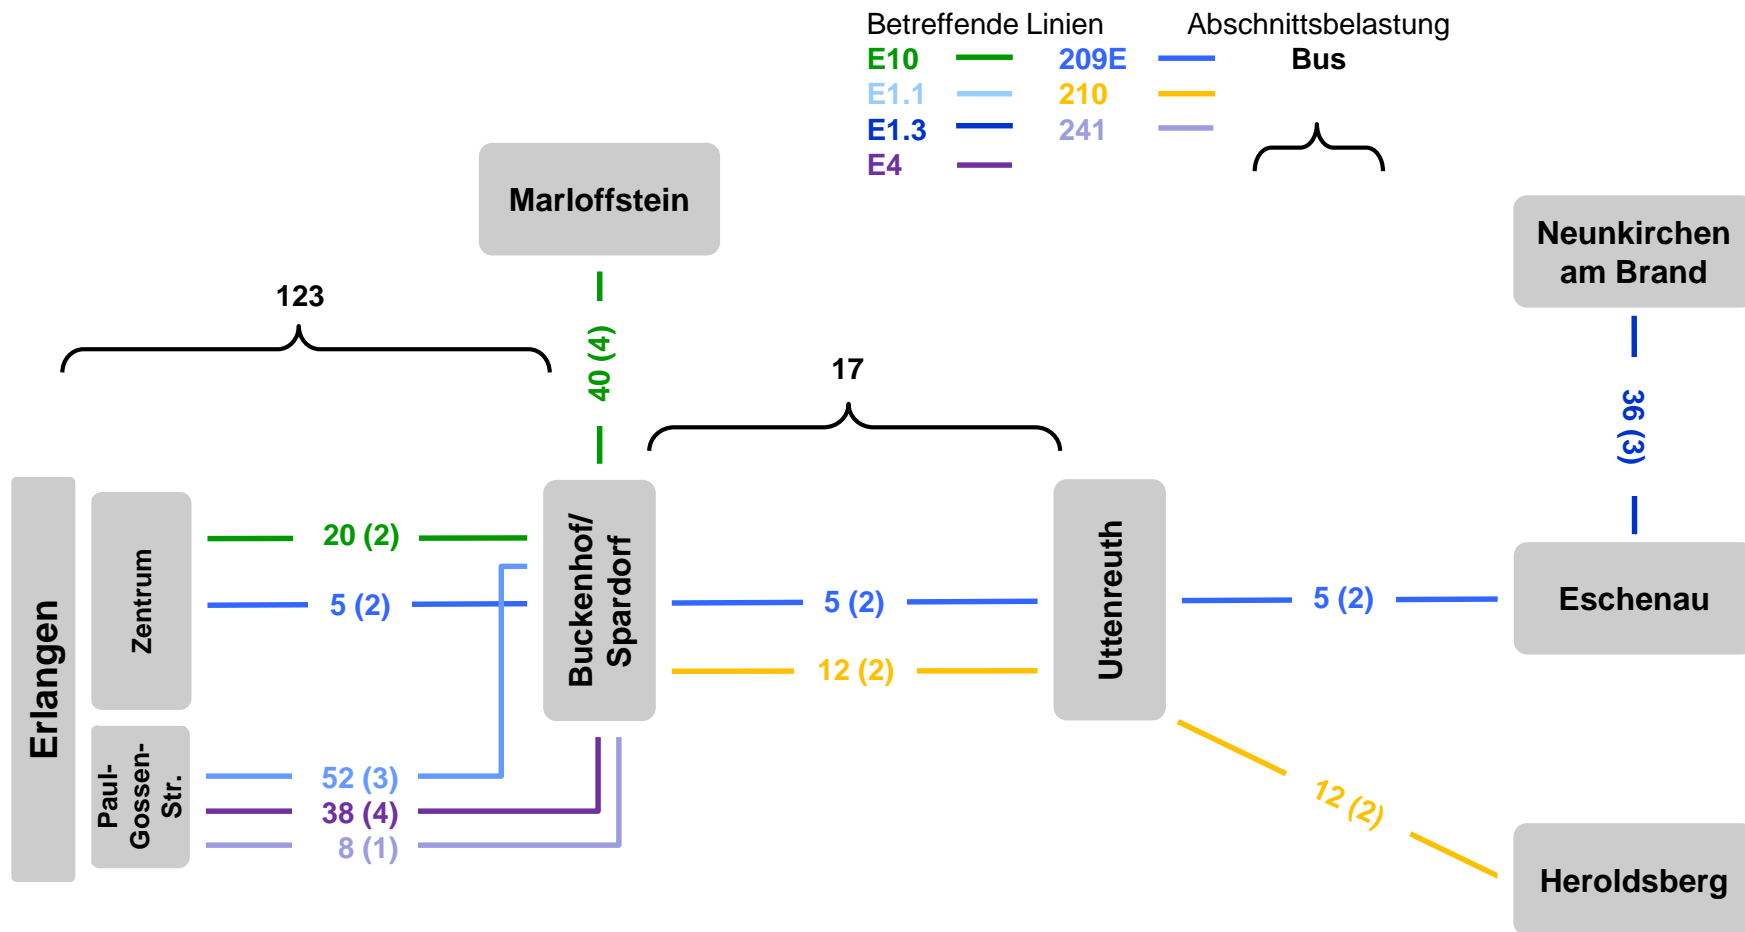 Betreffende Linien Abschnittsbelastung
E10 209E Bus
E1.1 210
E1.3 241
E4
Marloffstein
Neunkirchen
am Brand
123
40 (4)
17
36 (3)
Erlangen
Zentrum
20 (2)
5 (2)
Buckenhof/
Spardorf
5 (2)
12 (2)
Uttenreuth
5 (2)
Eschenau
Paul-
Gossen-
Str.
52 (3)
38 (4)
8 (1)
12 (2)
Heroldsberg